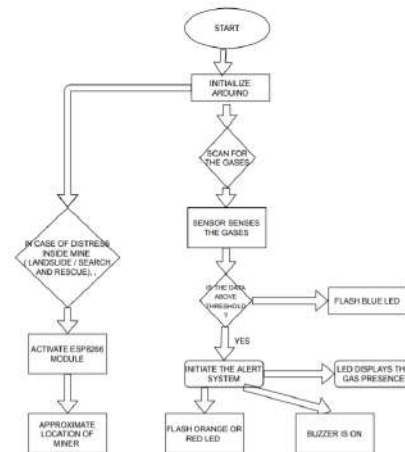 START
INITIAILIZE
ARDUINO
SCAN FOR
THE GASES
SENSOR SENSES
THE GASES
IN CASE OF DISTRESS
INSIDE MINE
( LANDSLIDE / SEARCH
AND RESCUE), .
IS THE DATA
ABOVE
THRESHOLD
?
FLASH BLUE LED
YES
ACTIVATE ESP8266
MODULE
INITIATE THE ALERT
SYSTEM
LED DISPLAYS TH
GAS PRESENCE
APPROXIMATE
LOCATION OF
MINER
FLASH ORANGE OR
RED LED
BUZZER IS ON